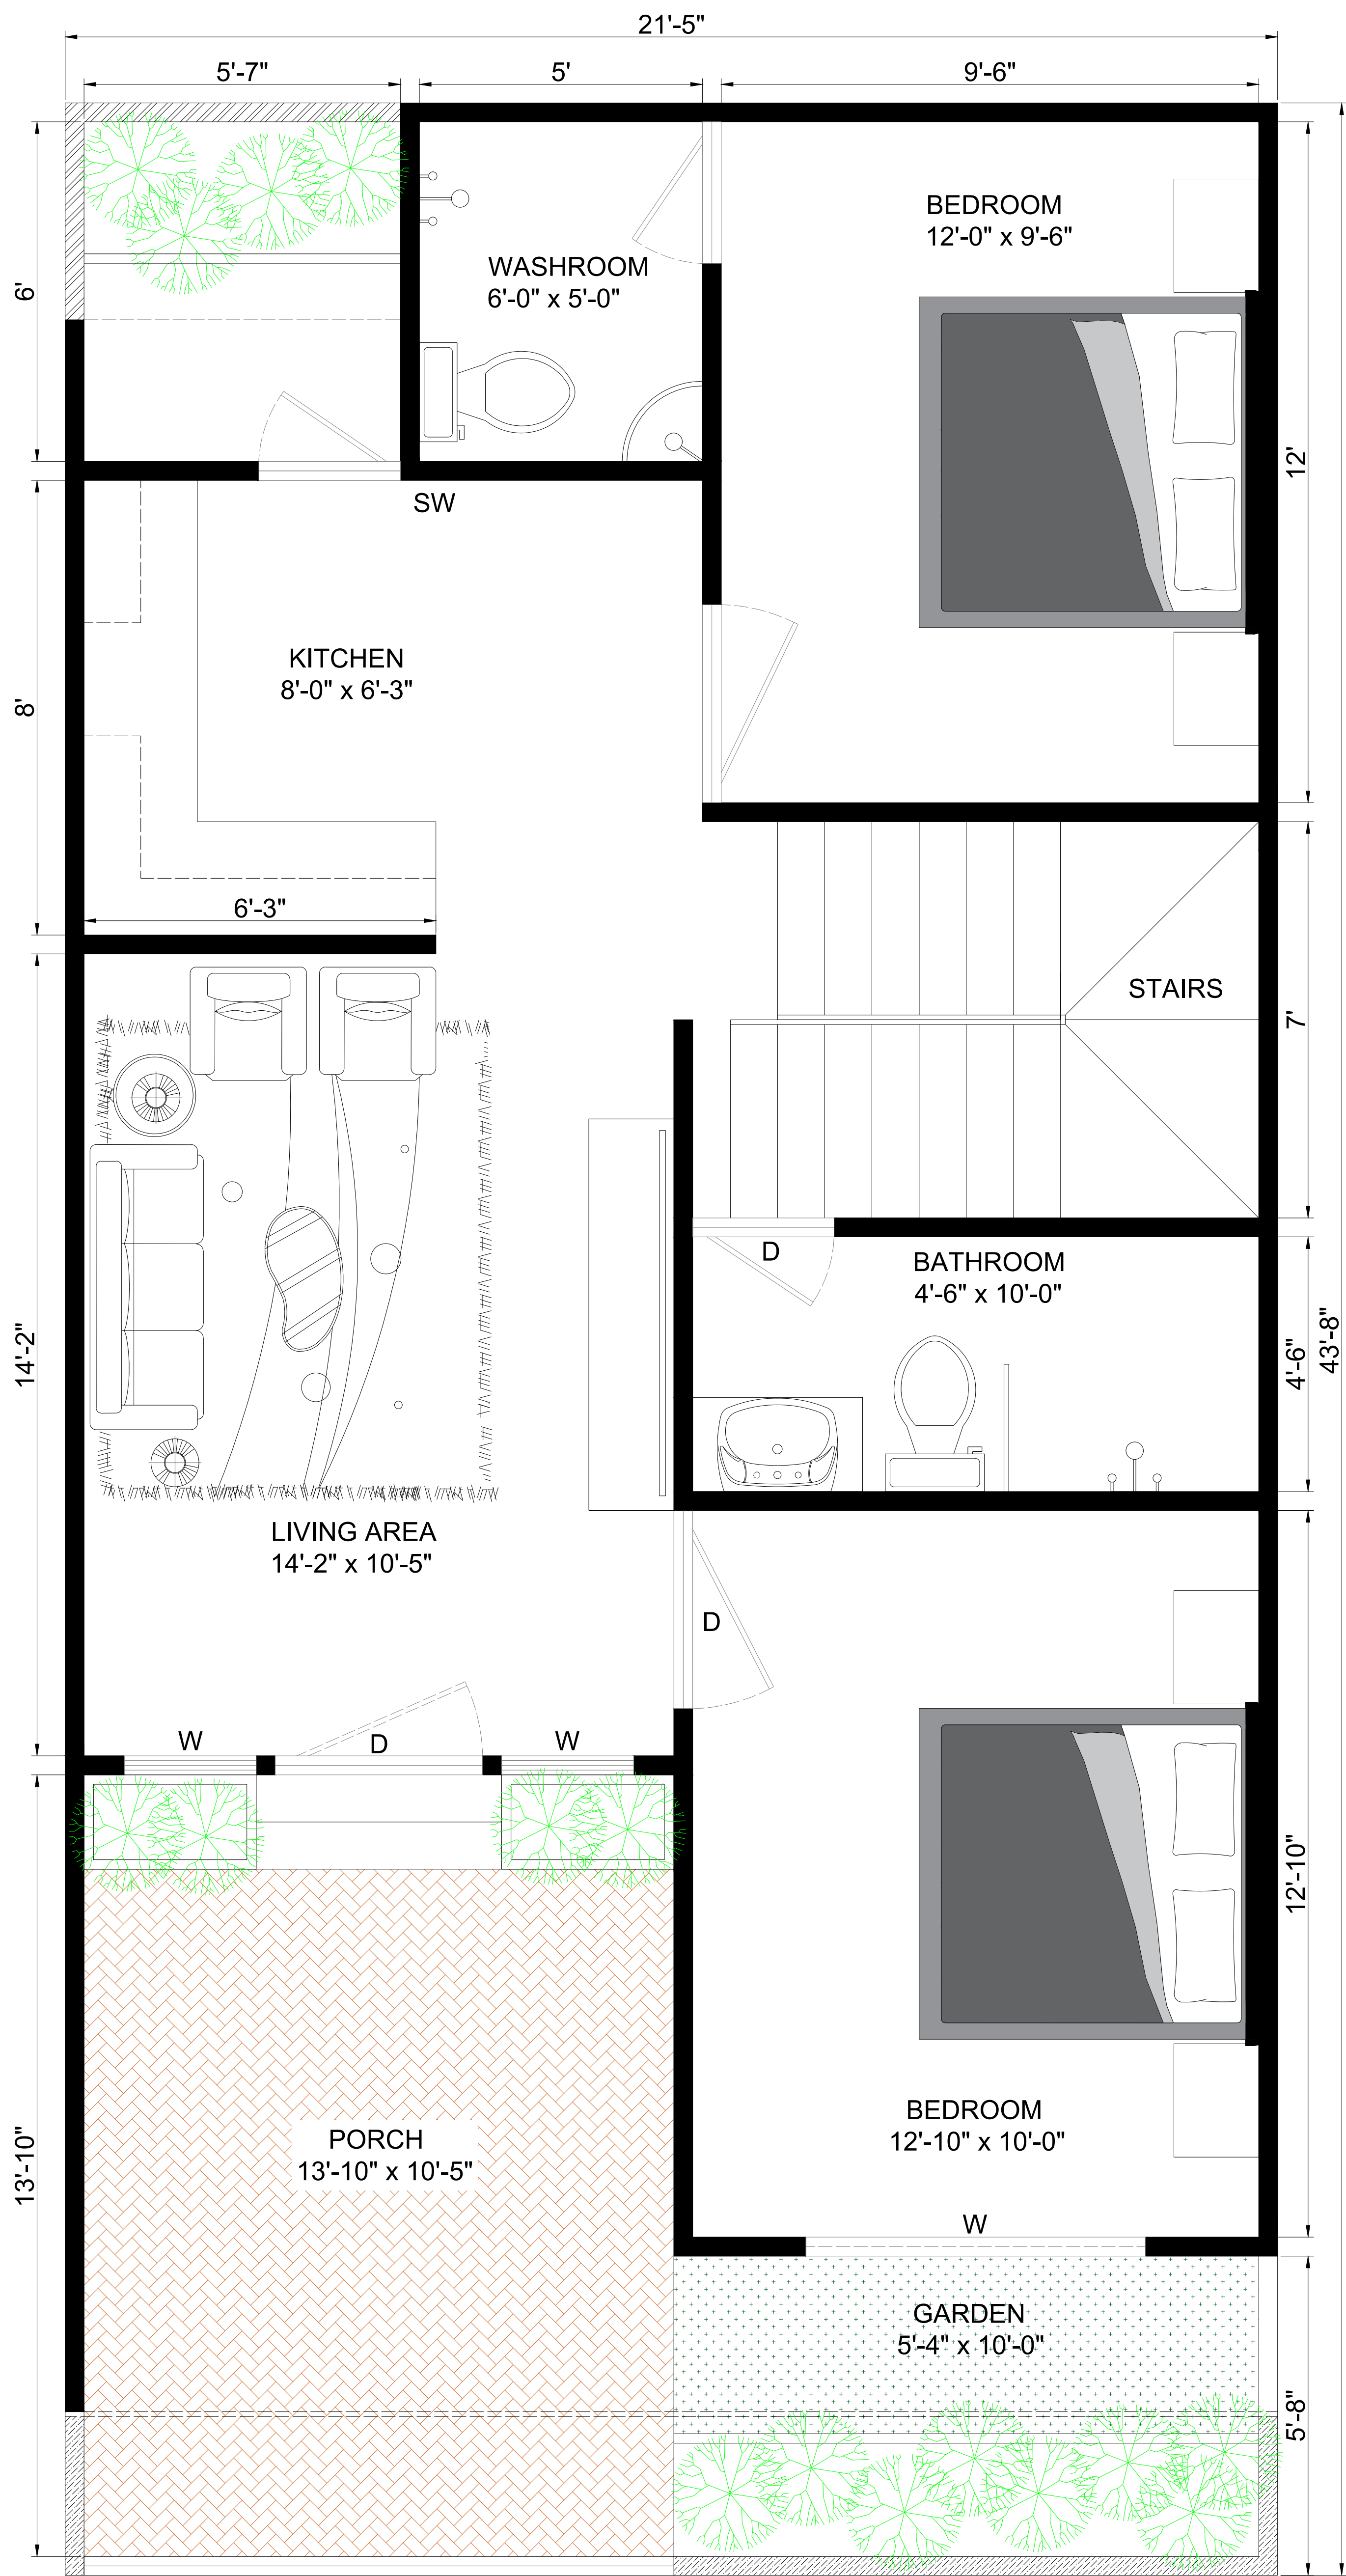 21'-5"
5'-7"
5'
9'-6"
BEDROOM
12'-0" x 9'-6"
WASHROOM
6'-0" x 5'-0"
6'
12'
SW
KITCHEN
8'-0" x 6'-3"
8'
6'-3"
STAIRS
7'
D
BATHROOM
4'-6" x 10'-0"
14'-2"
4'-6"
43'-8"
LIVING AREA
14'-2" x 10'-5"
D
W
D
W
12'-10"
BEDROOM
12'-10" x 10'-0"
PORCH
13'-10" x 10'-5"
13'-10"
W
GARDEN
5'-4" x 10'-0"
5'-8"